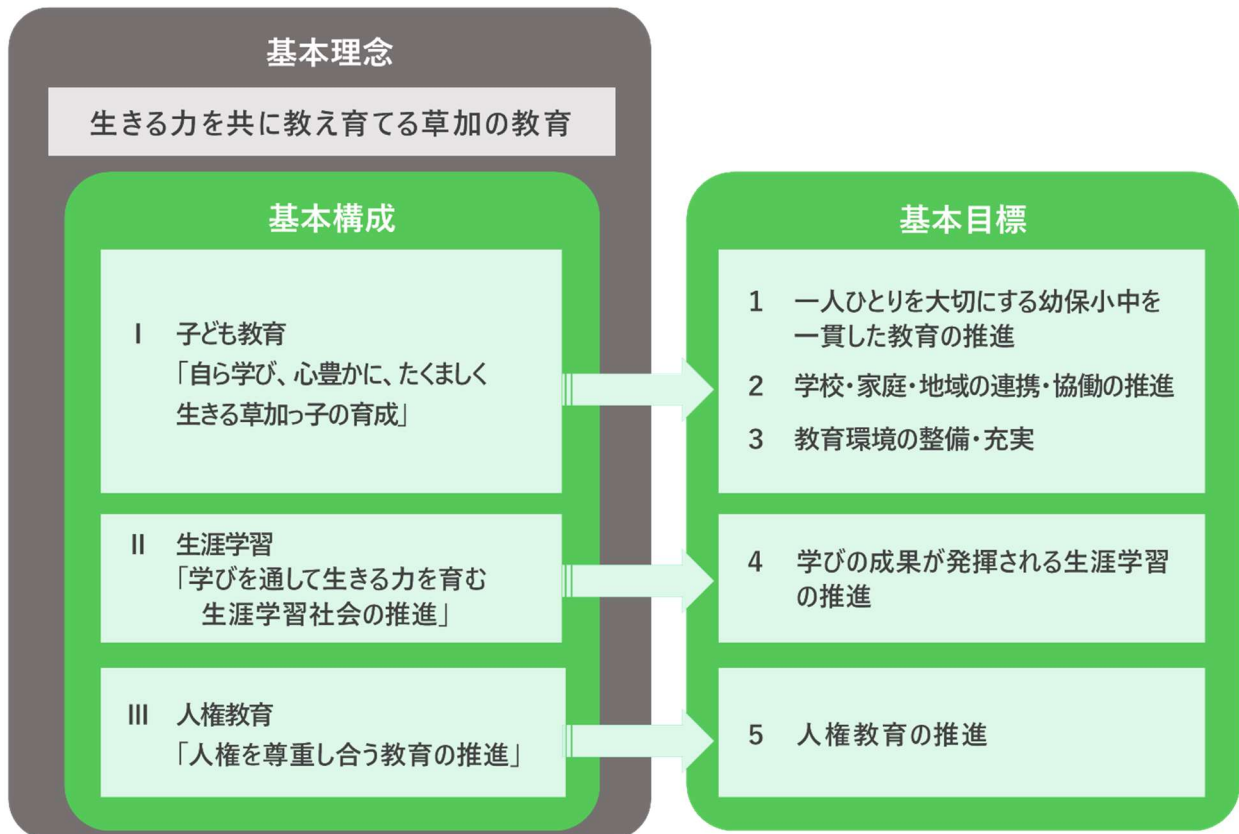 基本理念
生きる力を共に教え育てる草加の教育
基本構成
Ⅰ 子ども教育
「自ら学び、心豊かに、たくましく
生きる草加っ子の育成」
Ⅱ 生涯学習
「学びを通して生きる力を育む
生涯学習社会の推進」
Ⅲ 人権教育
「人権を尊重し合う教育の推進」
基本目標
1 一人ひとりを大切にする幼保小中を
一貫した教育の推進
2 学校・家庭・地域の連携・協働の推進
3 教育環境の整備・充実
4 学びの成果が発揮される生涯学習
の推進
5 人権教育の推進